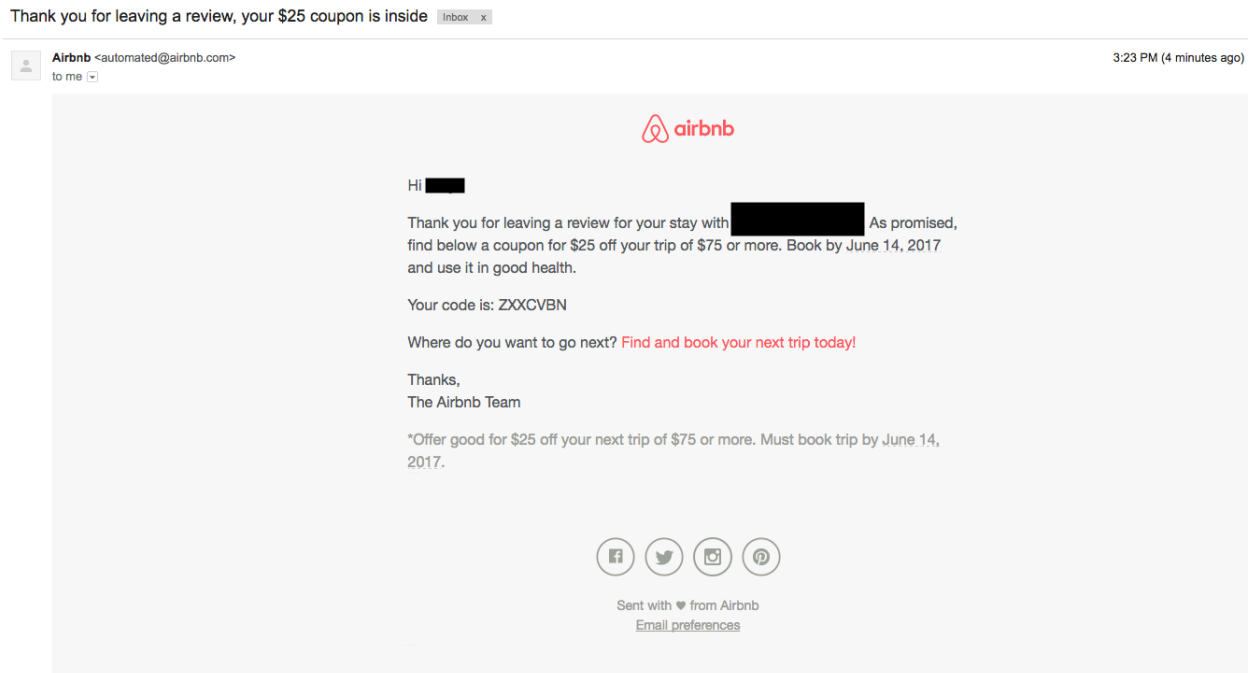 Thank you for leaving a review, your $25 coupon is inside Inbox x
Airbnb <automated@airbnb.com> 3:23 PM (4 minutes ago)
to me
airbnb
Hi
Thank you for leaving a review for your stay with As promised,
find below a coupon for $25 off your trip of $75 or more. Book by June 14, 2017
and use it in good health.
Your code is: ZXXCVBN
Where do you want to go next? Find and book your next trip today!
Thanks,
The Airbnb Team
*Offer good for $25 off your next trip of $75 or more. Must book trip by June 14,
2017.
Sent with ♥ from Airbnb
Email preferences